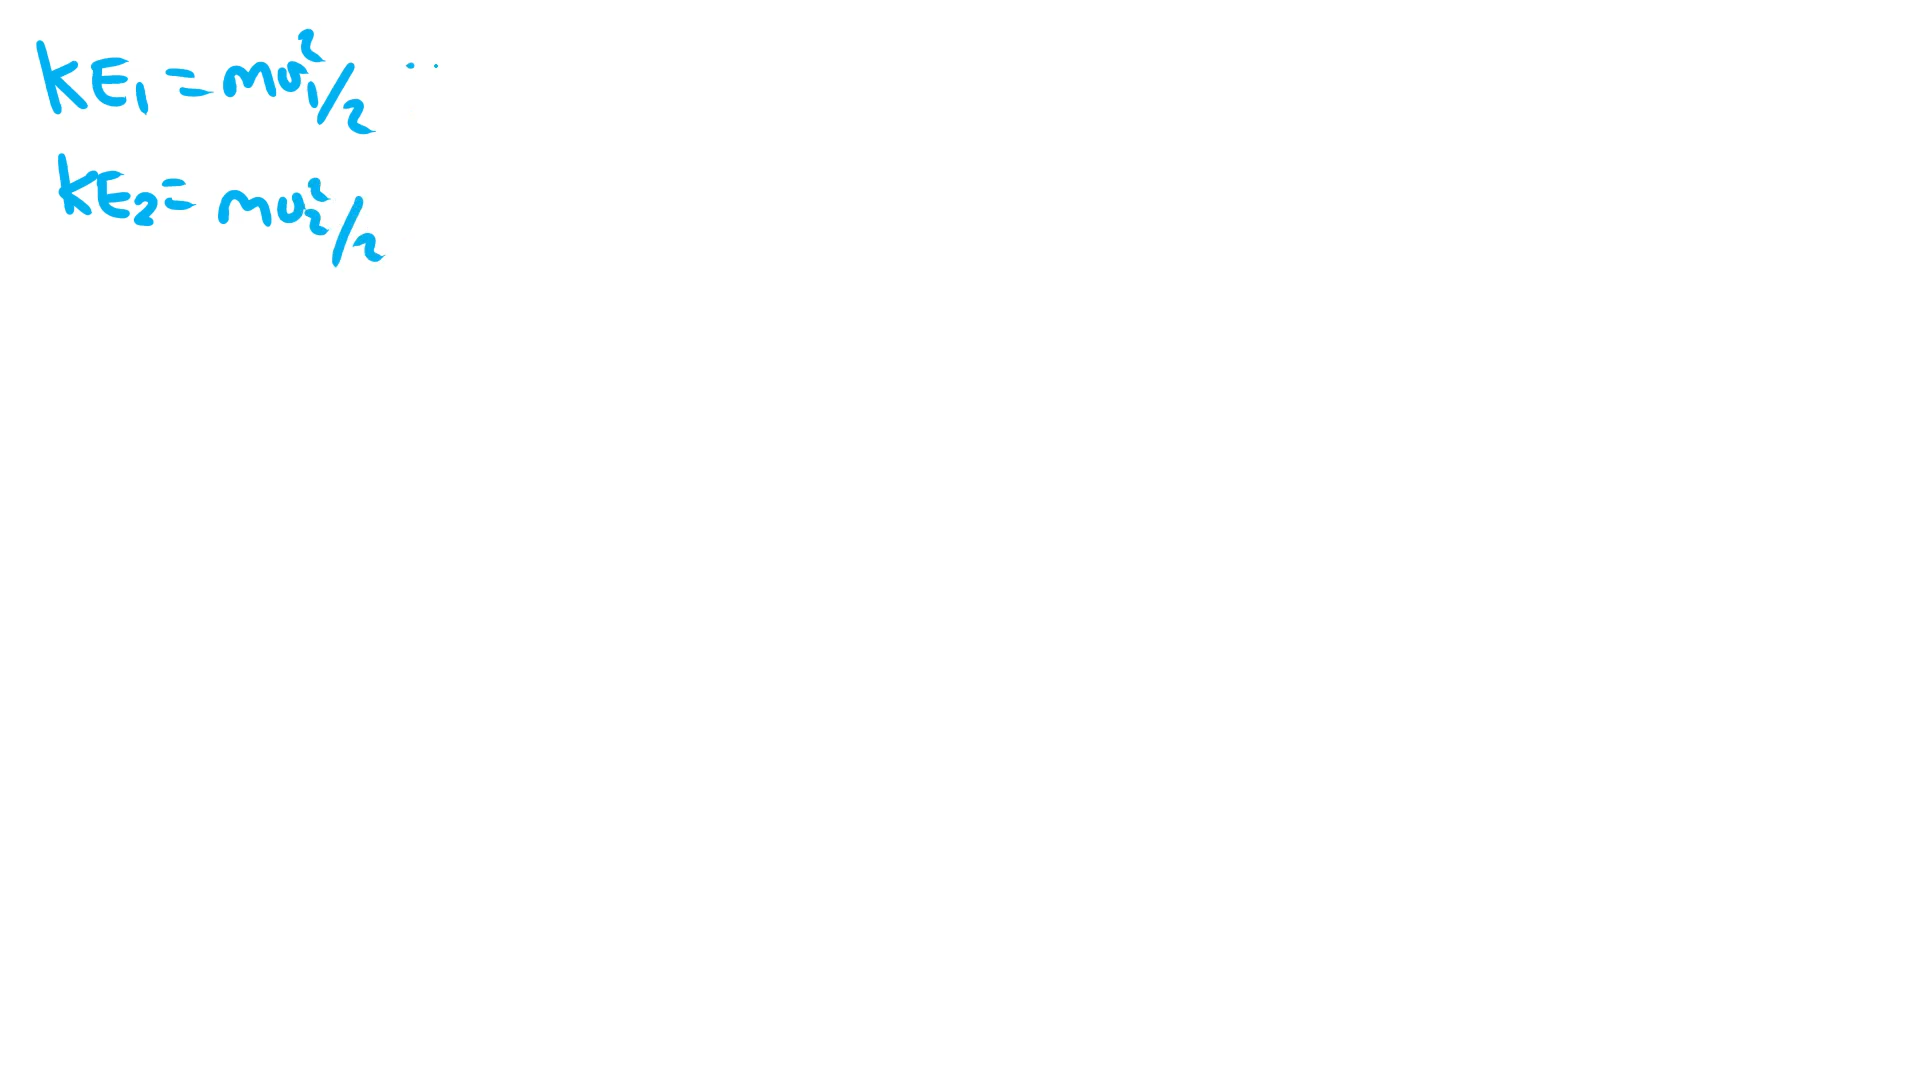 KE₁ = mv₁²/2 ..
KE₂ = mv₂²/2